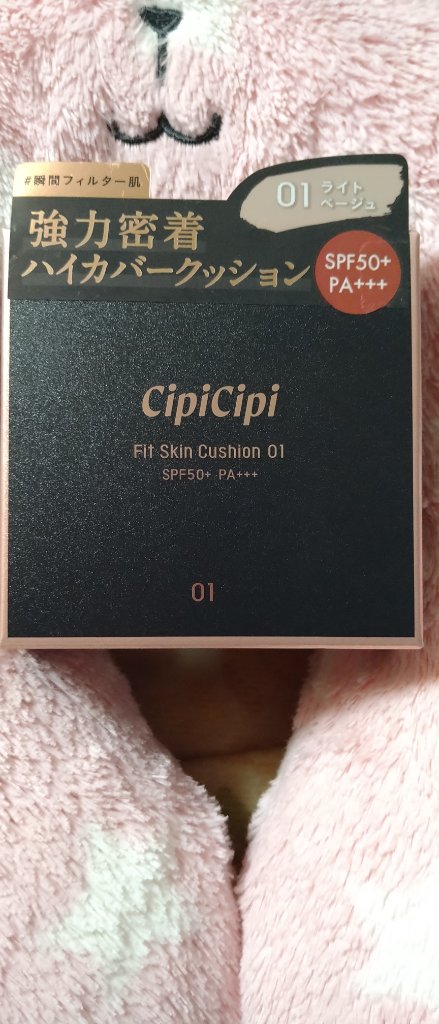 #瞬間フィルター肌
01 ライト
ベージュ
強力密着
ハイカバークッション
SPF50+
PA+++
CipiCipi
Fit Skin Cushion 01
SPF50+ PA+++
01